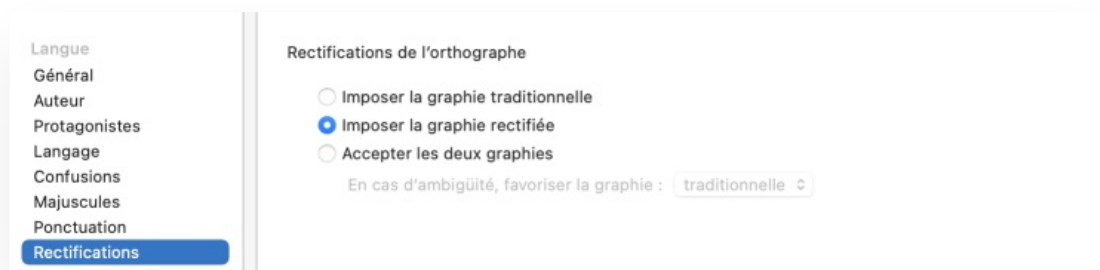 Langue
Général
Auteur
Protagonistes
Langage
Confusions
Majuscules
Ponctuation
Rectifications
Rectifications de l'orthographe
Imposer la graphie traditionnelle
Imposer la graphie rectifiée
Accepter les deux graphies
En cas d'ambigüité, favoriser la graphie : traditionnelle